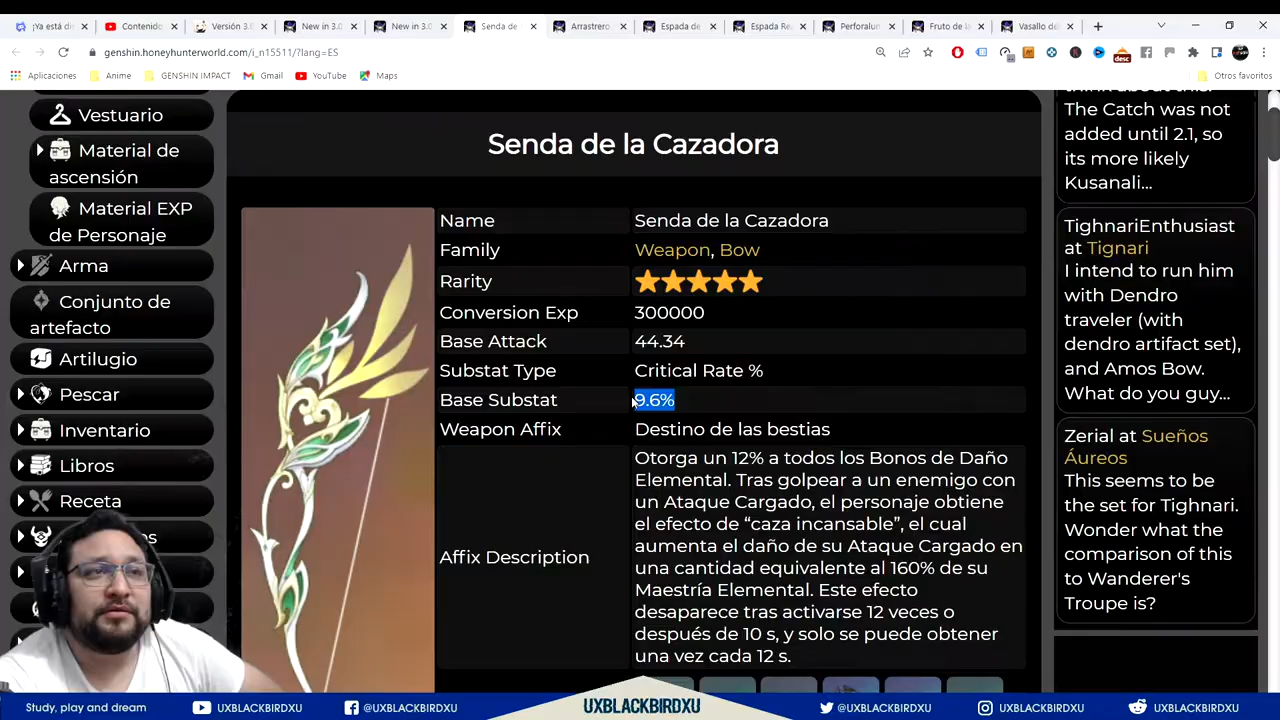 ¡Ya está di
Contenido
Versión 3.
New in 3.0
New in 3.0
Senda de
Arrastrero
Espada de
Espada Re
Perforalun
Fruto de l
Vasallo de
genshin.honeyhunterworld.com/i_n15511/?lang=ES
Aplicaciones
Anime
GENSHIN IMPACT
Gmail
YouTube
Maps
Otros favoritos
Vestuario
Material de
ascensión
Material EXP
de Personaje
Arma
Conjunto de
artefacto
Artilugio
Pescar
Inventario
Libros
Receta
Senda de la Cazadora
Name Senda de la Cazadora
Family Weapon, Bow
Rarity
Conversion Exp 300000
Base Attack 44.34
Substat Type Critical Rate %
Base Substat 9.6%
Weapon Affix Destino de las bestias
Affix Description
Otorga un 12% a todos los Bonos de Daño
Elemental. Tras golpear a un enemigo con
un Ataque Cargado, el personaje obtiene
el efecto de “caza incansable”, el cual
aumenta el daño de su Ataque Cargado en
una cantidad equivalente al 160% de su
Maestría Elemental. Este efecto
desaparece tras activarse 12 veces o
después de 10 s, y solo se puede obtener
una vez cada 12 s.
think about this.
The Catch was not
added until 2.1, so
its more likely
Kusanali...
TighnariEnthusiast
at Tignari
I intend to run him
with Dendro
traveler (with
dendro artifact set),
and Amos Bow.
What do you guy...
Zerial at Sueños
Áureos
This seems to be
the set for Tighnari.
Wonder what the
comparison of this
to Wanderer's
Troupe is?
Study, play and dream
UXBLACKBIRDXU
@UXBLACKBIRDXU
UXBLACKBIRDXU
@UXBLACKBIRDXU
UXBLACKBIRDXU
UXBLACKBIRDXU